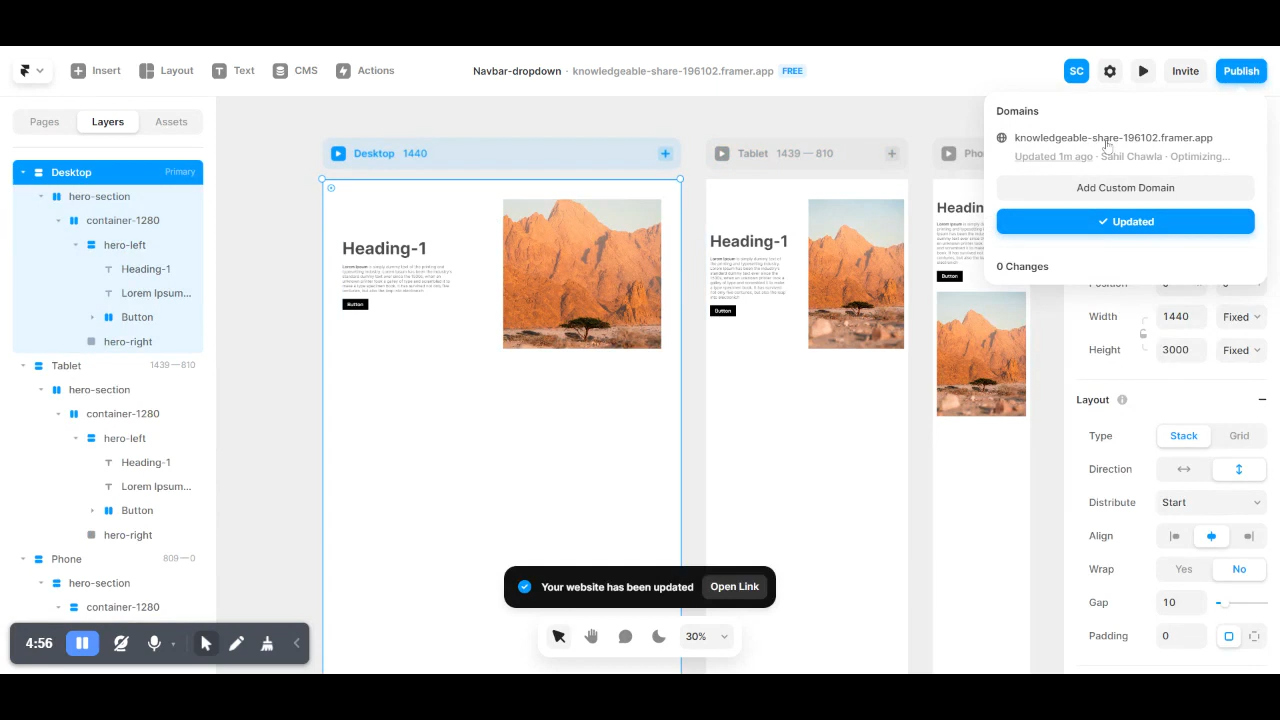 Insert Layout Text CMS Actions Navbar-dropdown · knowledgeable-share-196102.framer.app FREE SC Invite Publish
Pages Layers Assets
Desktop Primary
hero-section
container-1280
hero-left
Heading-1
Lorem Ipsum...
Button
hero-right
Tablet 1439 — 810
hero-section
container-1280
hero-left
Heading-1
Lorem Ipsum...
Button
hero-right
Phone 809 — 0
hero-section
container-1280
4:56
Desktop 1440
Heading-1
Button
Tablet 1439 — 810
Heading-1
Button
Pho
Headin
Button
Your website has been updated Open Link
30%
Domains
knowledgeable-share-196102.framer.app
Updated 1m ago · Sahil Chawla · Optimizing...
Add Custom Domain
Updated
0 Changes
Width 1440 Fixed
Height 3000 Fixed
Layout
Type Stack Grid
Direction
Distribute Start
Align
Wrap Yes No
Gap 10
Padding 0